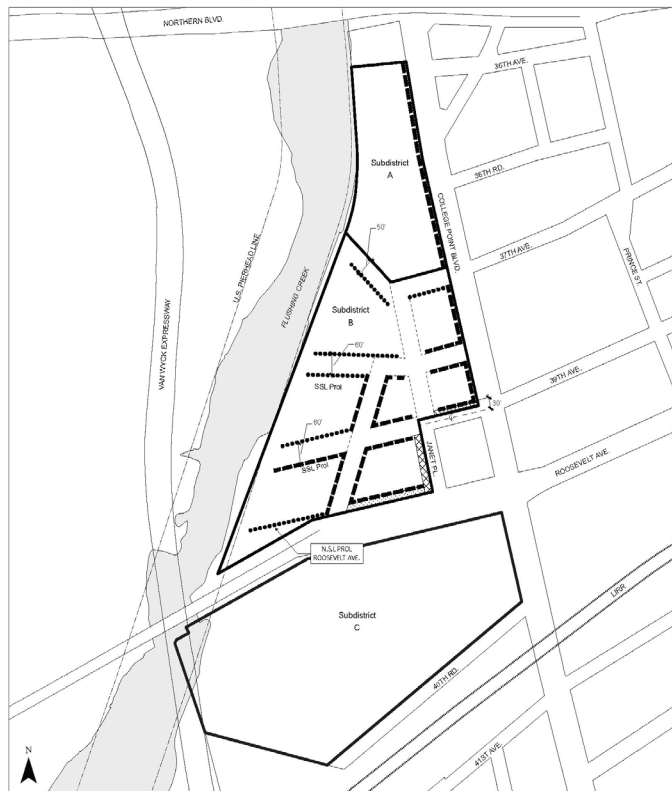 NORTHERN BLVD.
36TH AVE.
Subdistrict
A
36TH RD.
COLLEGE POINT BLVD.
U.S. PIERHEAD LINE
50'
37TH AVE.
PRINCE ST.
FLUSHING CREEK
VAN WYCK EXPRESSWAY
Subdistrict
B
60'
SSL Prol
39TH AVE.
30'
60'
JANET PL.
SSL Prol
ROOSEVELT AVE.
N.S.L PROL
ROOSEVELT AVE.
LIRR
Subdistrict
C
40TH RD.
41ST AVE.
N